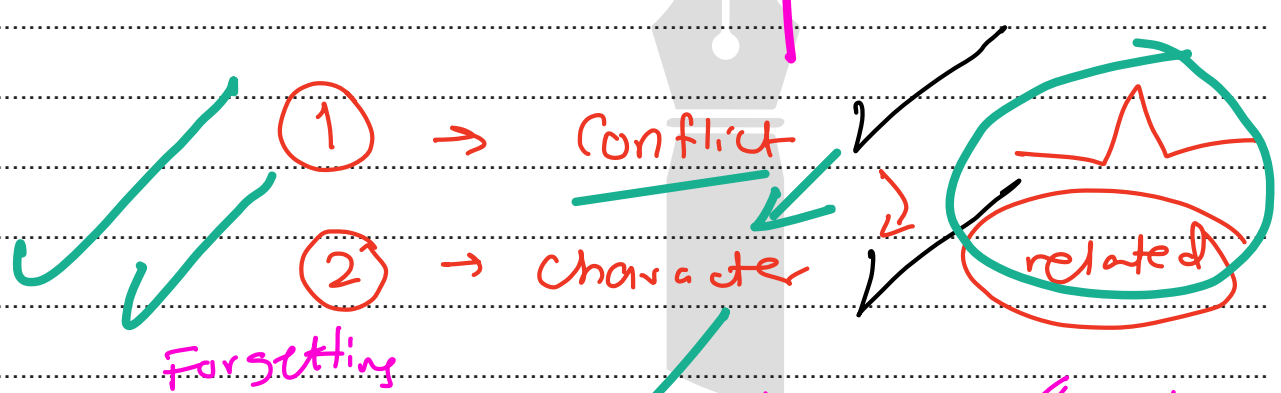 1 → Conflict
2 → character
related
Forgetting